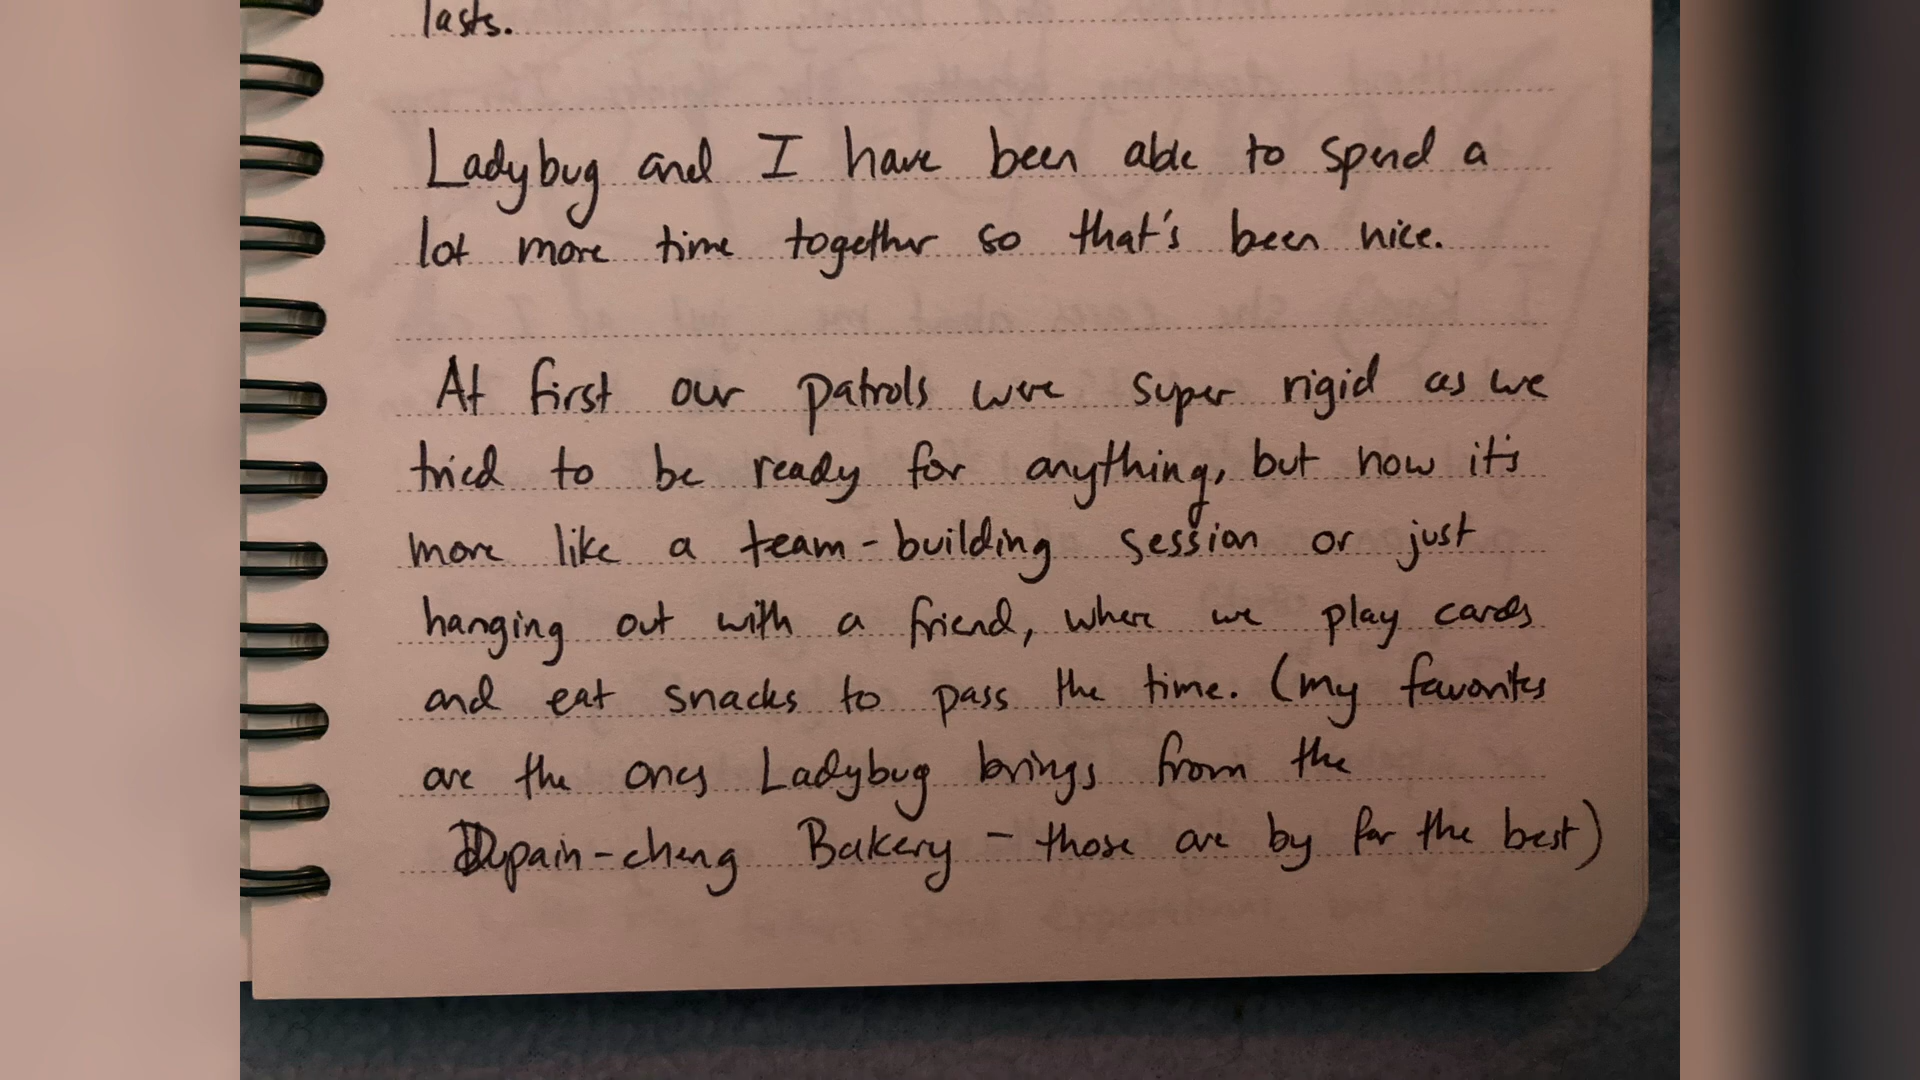 lasts.
Ladybug and I have been able to spend a
lot more time together so that's been nice.
At first our patrols were super rigid as we
tried to be ready for anything, but now it's
more like a team-building session or just
hanging out with a friend, where we play cards
and eat snacks to pass the time. (my favorites
are the ones Ladybug brings from the
Dupain-cheng Bakery - those are by far the best)